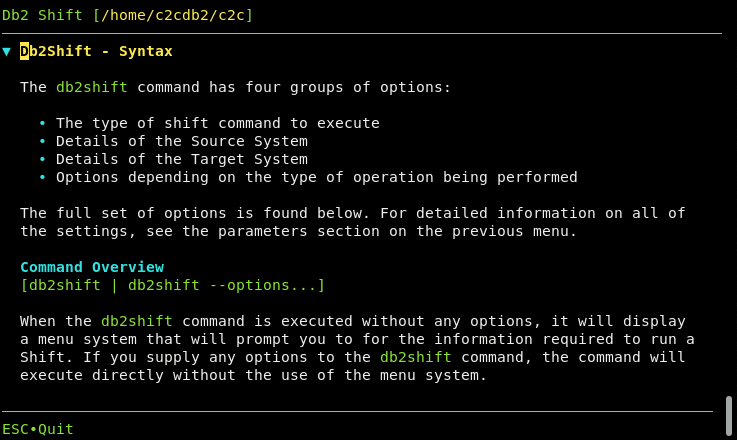 Db2 Shift [/home/c2cdb2/c2c]
▼ Db2Shift - Syntax
The db2shift command has four groups of options:
• The type of shift command to execute
• Details of the Source System
• Details of the Target System
• Options depending on the type of operation being performed
The full set of options is found below. For detailed information on all of
the settings, see the parameters section on the previous menu.
Command Overview
[db2shift | db2shift --options...]
When the db2shift command is executed without any options, it will display
a menu system that will prompt you to for the information required to run a
Shift. If you supply any options to the db2shift command, the command will
execute directly without the use of the menu system.
ESC•Quit